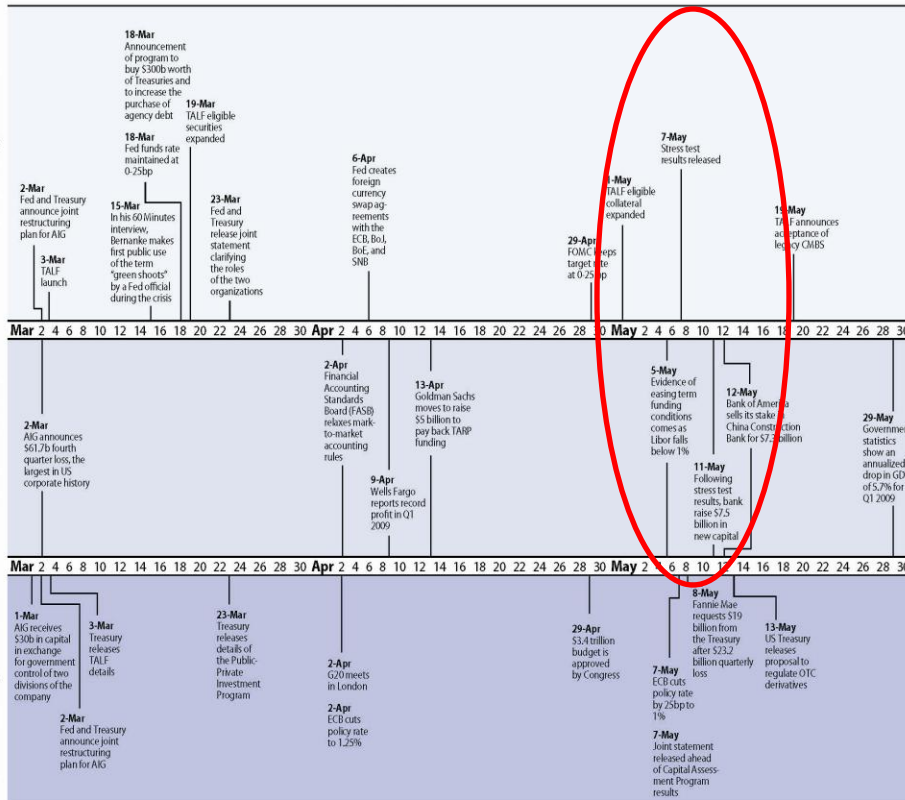 18-Mar
Announcement
of program to
buy $300b worth
of Treasuries and
to increase the
purchase of
agency debt
18-Mar
Fed funds rate
maintained at
0-25bp
19-Mar
TALF eligible
securities
expanded
2-Mar
Fed and Treasury
announce joint
restructuring
plan for AIG
3-Mar
TALF
launch
15-Mar
In his 60 Minutes
interview,
Bernanke makes
first public use
of the term
"green shoots"
by a Fed official
during the crisis
23-Mar
Fed and
Treasury
release joint
statement
clarifying
the roles
of the two
organizations
6-Apr
Fed creates
foreign
currency
swap ag-
reements
with the
ECB, BoJ,
BoE, and
SNB
29-Apr
FOMC keeps
target rate
at 0-25bp
1-May
TALF eligible
collateral
expanded
7-May
Stress test
results released
19-May
TALF announces
acceptance of
legacy CMBS
Mar 2 4 6 8 10 12 14 16 18 20 22 24 26 28 30 Apr 2 4 6 8 10 12 14 16 18 20 22 24 26 28 30 May 2 4 6 8 10 12 14 16 18 20 22 24 26 28 30
2-Mar
AIG announces
$61.7b fourth
quarter loss, the
largest in US
corporate history
2-Apr
Financial
Accounting
Standards
Board (FASB)
relaxes mark-
to-market
accounting
rules
9-Apr
Wells Fargo
reports record
profit in Q1
2009
13-Apr
Goldman Sachs
moves to raise
$5 billion to
pay back TARP
funding
5-May
Evidence of
easing term
funding
conditions
comes as
Libor falls
below 1%
11-May
Following
stress test
results, bank
raise $7.5
billion in
new capital
12-May
Bank of America
sells its stake in
China Construction
Bank for $7.3 billion
29-May
Government
statistics
show an
annualized
drop in GD
of 5.7% for
Q1 2009
Mar 2 4 6 8 10 12 14 16 18 20 22 24 26 28 30 Apr 2 4 6 8 10 12 14 16 18 20 22 24 26 28 30 May 2 4 6 8 10 12 14 16 18 20 22 24 26 28 30
1-Mar
AIG receives
$30b in capital
in exchange
for government
control of two
divisions of the
company
2-Mar
Fed and Treasury
announce joint
restructuring
plan for AIG
3-Mar
Treasury
releases
TALF
details
23-Mar
Treasury
releases
details of
the Public-
Private
Investment
Program
2-Apr
G20 meets
in London
2-Apr
ECB cuts
policy rate
to 1.25%
29-Apr
$3.4 trillion
budget is
approved
by Congress
7-May
ECB cuts
policy rate
by 25bp to
1%
7-May
Joint statement
released ahead
of Capital Assess-
ment Program
results
8-May
Fannie Mae
requests $19
billion from
the Treasury
after $23.2
billion quarterly
loss
13-May
US Treasury
releases
proposal to
regulate OTC
derivatives